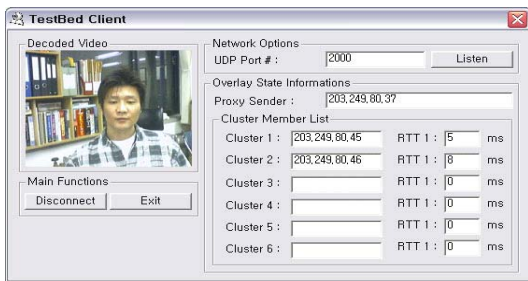 TestBed Client
Decoded Video
Main Functions
Disconnect
Exit
Network Options
UDP Port # :
2000
Listen
Overlay State Informations
Proxy Sender :
203,249,80,37
Cluster Member List
Cluster 1 : 203,249,80,45 RTT 1 : 5 ms
Cluster 2 : 203,249,80,46 RTT 1 : 8 ms
Cluster 3 : RTT 1 : 0 ms
Cluster 4 : RTT 1 : 0 ms
Cluster 5 : RTT 1 : 0 ms
Cluster 6 : RTT 1 : 0 ms